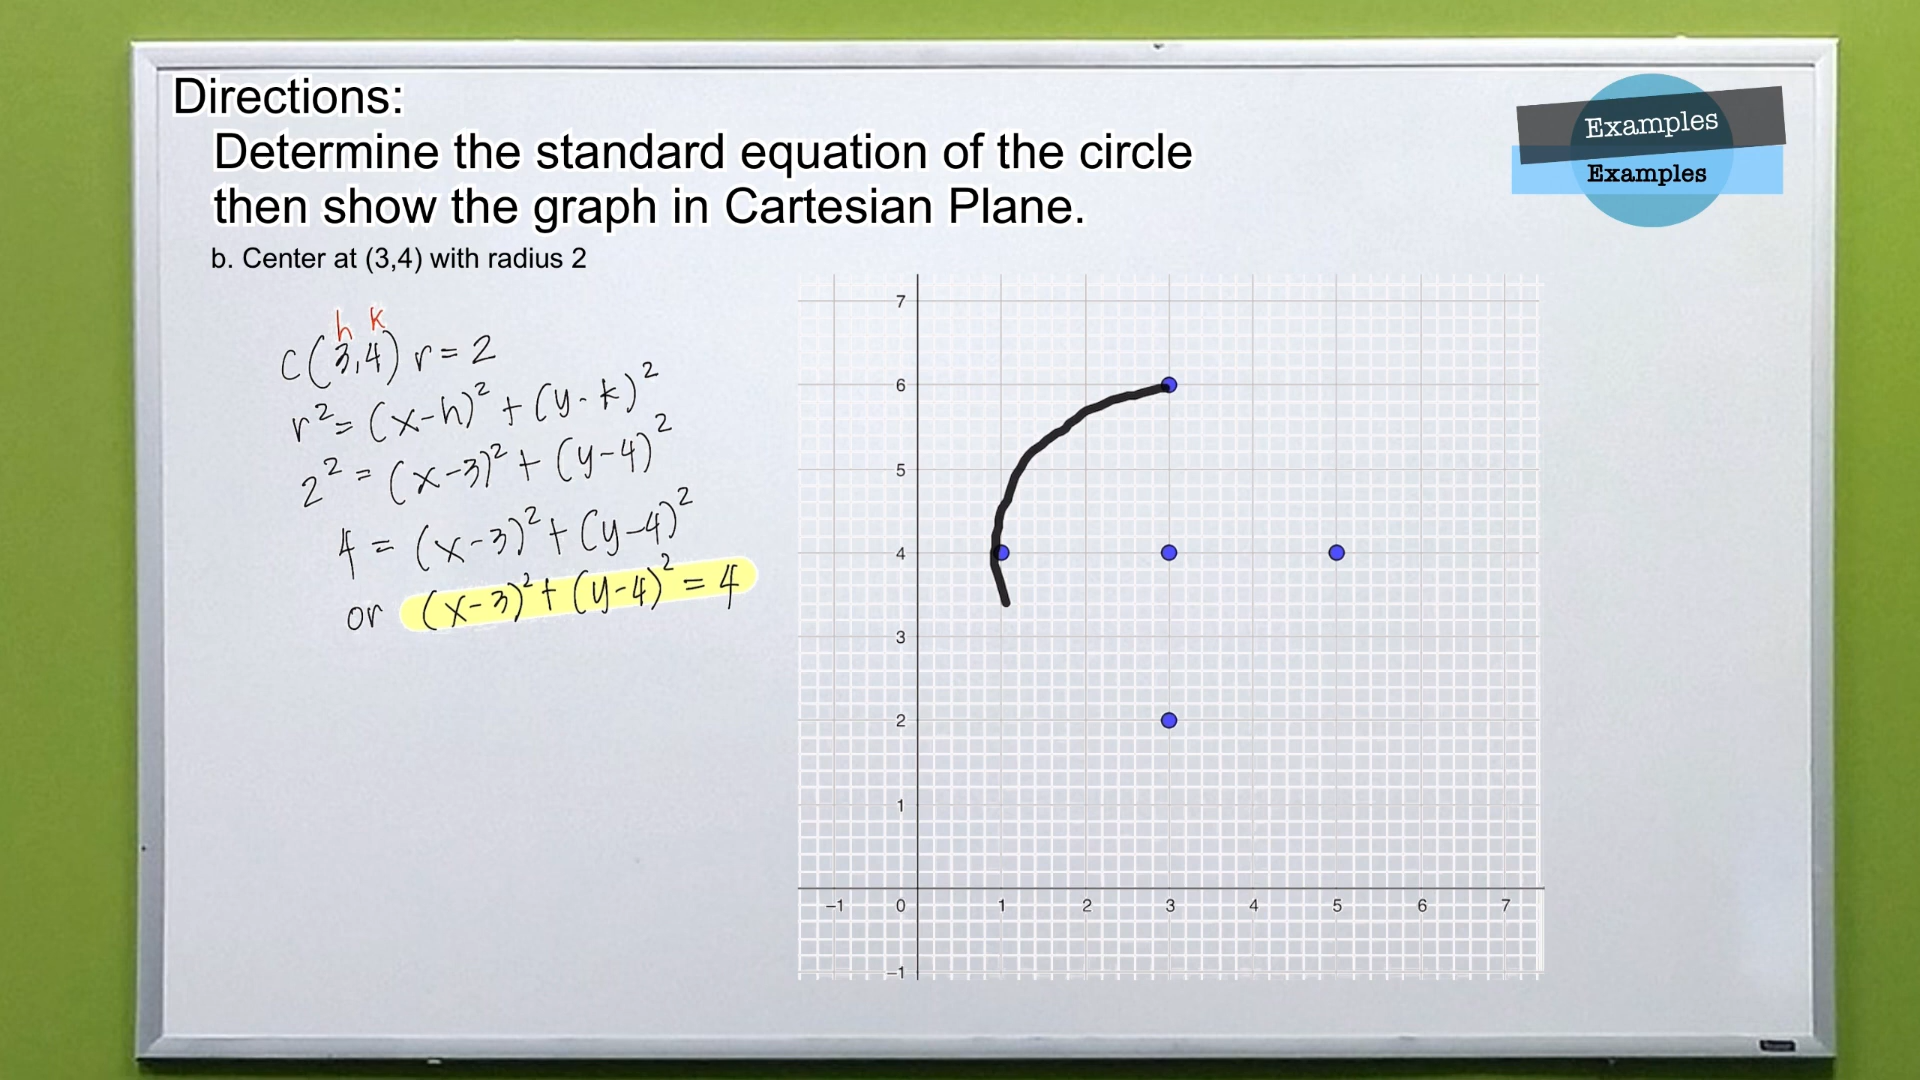 Directions:
Determine the standard equation of the circle
then show the graph in Cartesian Plane.
b. Center at (3,4) with radius 2
Examples
Examples
h k
C(3,4) r = 2
r² = (x-h)² + (y-k)²
2² = (x-3)² + (y-4)²
4 = (x-3)² + (y-4)²
or (x-3)² + (y-4)² = 4
7
6
5
4
3
2
1
-1 0 1 2 3 4 5 6 7
-1